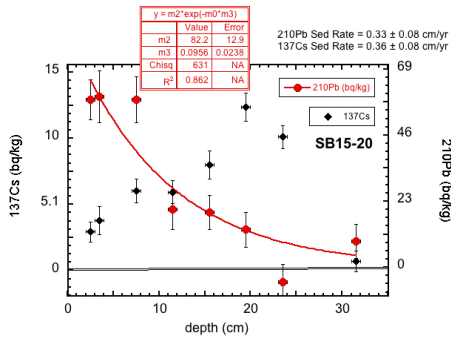 y = m2*exp(-m0*m3)
Value Error
m2 82.2 12.9
m3 0.0956 0.0238
Chisq 631 NA
R2 0.862 NA
210Pb Sed Rate = 0.33 ± 0.08 cm/yr
137Cs Sed Rate = 0.36 ± 0.08 cm/yr
210Pb (bq/kg)
137Cs
SB15-20
137Cs (bq/kg)
15
10
5.1
0
210Pb (bq/kg)
69
46
23
0
0 10 20 30
depth (cm)